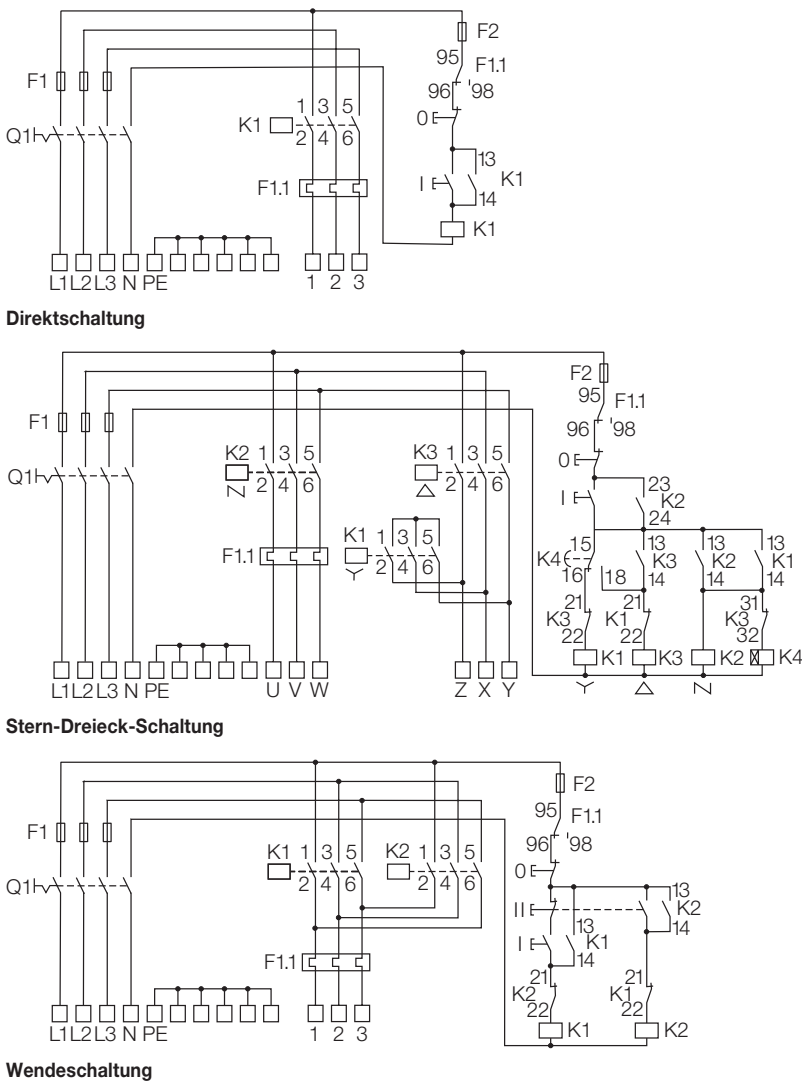 F2
95
F1.1
F1
96 '98
1 3 5
0
K1
Q1
2 4 6
13
I
K1
F1.1
14
K1
L1 L2 L3 N PE
1 2 3
Direktschaltung
F2
95
F1.1
F1
96 '98
K2 1 3 5
K3 1 3 5
0
Q1
2 4 6
2 4 6
23
I
K2
24
K1 1 3 5
15
13
13
13
F1.1
K4
K3
K2
K1
2 4 6
16
18
14
14
14
21
21
31
K3
K1
K3
22
22
32
K1
K3
K2
K4
L1 L2 L3 N PE
U V W
Z X Y
Stern-Dreieck-Schaltung
F2
95
F1.1
F1
96 '98
K1 1 3 5
K2 1 3 5
0
Q1
2 4 6
2 4 6
13
II
K2
13
14
I
K1
14
F1.1
21
21
K2
K1
22
22
K1
K2
L1 L2 L3 N PE
1 2 3
Wendeschaltung